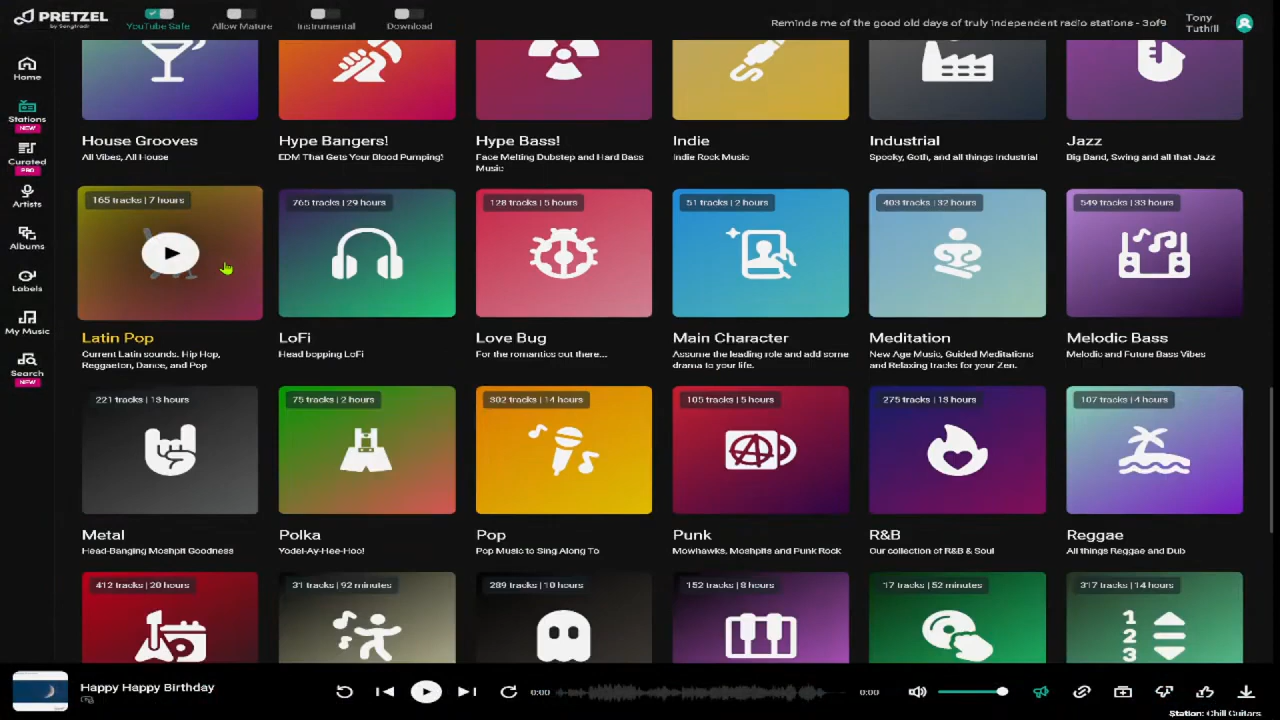 PRETZEL
by Songtradr
YouTube Safe
Allow Mature
Instrumental
Download
Reminds me of the good old days of truly independent radio stations - 3of9
Tony
Tuthill
Home
Stations
NEW
Curated
PRO
Artists
Albums
Labels
My Music
Search
NEW
House Grooves
All Vibes, All House
Hype Bangers!
EDM That Gets Your Blood Pumping!
Hype Bass!
Face Melting Dubstep and Hard Bass
Music
Indie
Indie Rock Music
Industrial
Spooky, Goth, and all things Industrial
Jazz
Big Band, Swing and all that Jazz
165 tracks | 7 hours
Latin Pop
Current Latin sounds. Hip Hop,
Reggaeton, Dance, and Pop
765 tracks | 29 hours
LoFi
Head bopping LoFi
128 tracks | 5 hours
Love Bug
For the romantics out there...
51 tracks | 2 hours
Main Character
Assume the leading role and add some
drama to your life.
403 tracks | 32 hours
Meditation
New Age Music, Guided Meditations
and Relaxing tracks for your Zen.
549 tracks | 33 hours
Melodic Bass
Melodic and Future Bass Vibes
221 tracks | 13 hours
Metal
Head-Banging Moshpit Goodness
75 tracks | 2 hours
Polka
Yodel-Ay-Hee-Hoo!
302 tracks | 14 hours
Pop
Pop Music to Sing Along To
105 tracks | 5 hours
Punk
Mowhawks, Moshpits and Punk Rock
275 tracks | 13 hours
R&B
Our collection of R&B & Soul
107 tracks | 4 hours
Reggae
All things Reggae and Dub
412 tracks | 20 hours
31 tracks | 92 minutes
289 tracks | 10 hours
152 tracks | 8 hours
17 tracks | 52 minutes
317 tracks | 14 hours
1
2
3
Happy Happy Birthday
0:00
0:00
Station: Chill Guitars